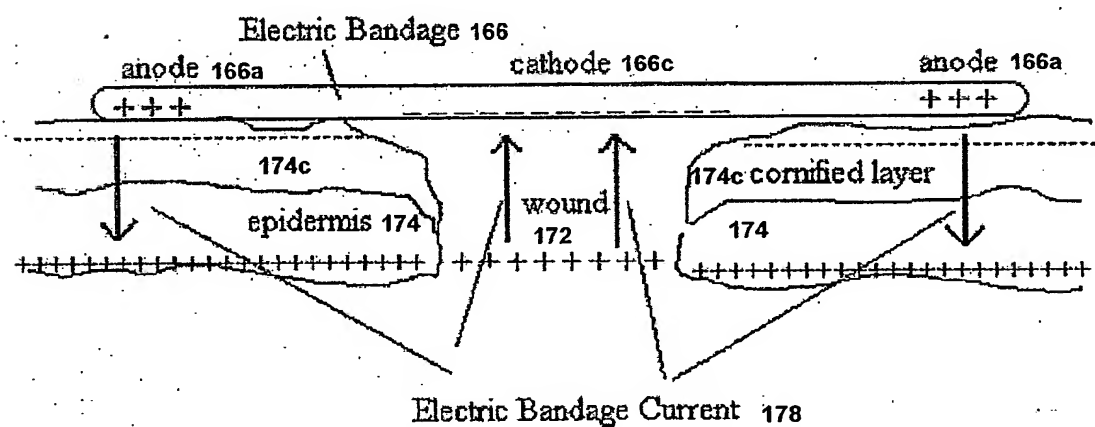 Electric Bandage 166
anode 166a cathode 166c anode 166a
+++ +++
174c 174c cornified layer
epidermis 174 wound 172 174
Electric Bandage Current 178